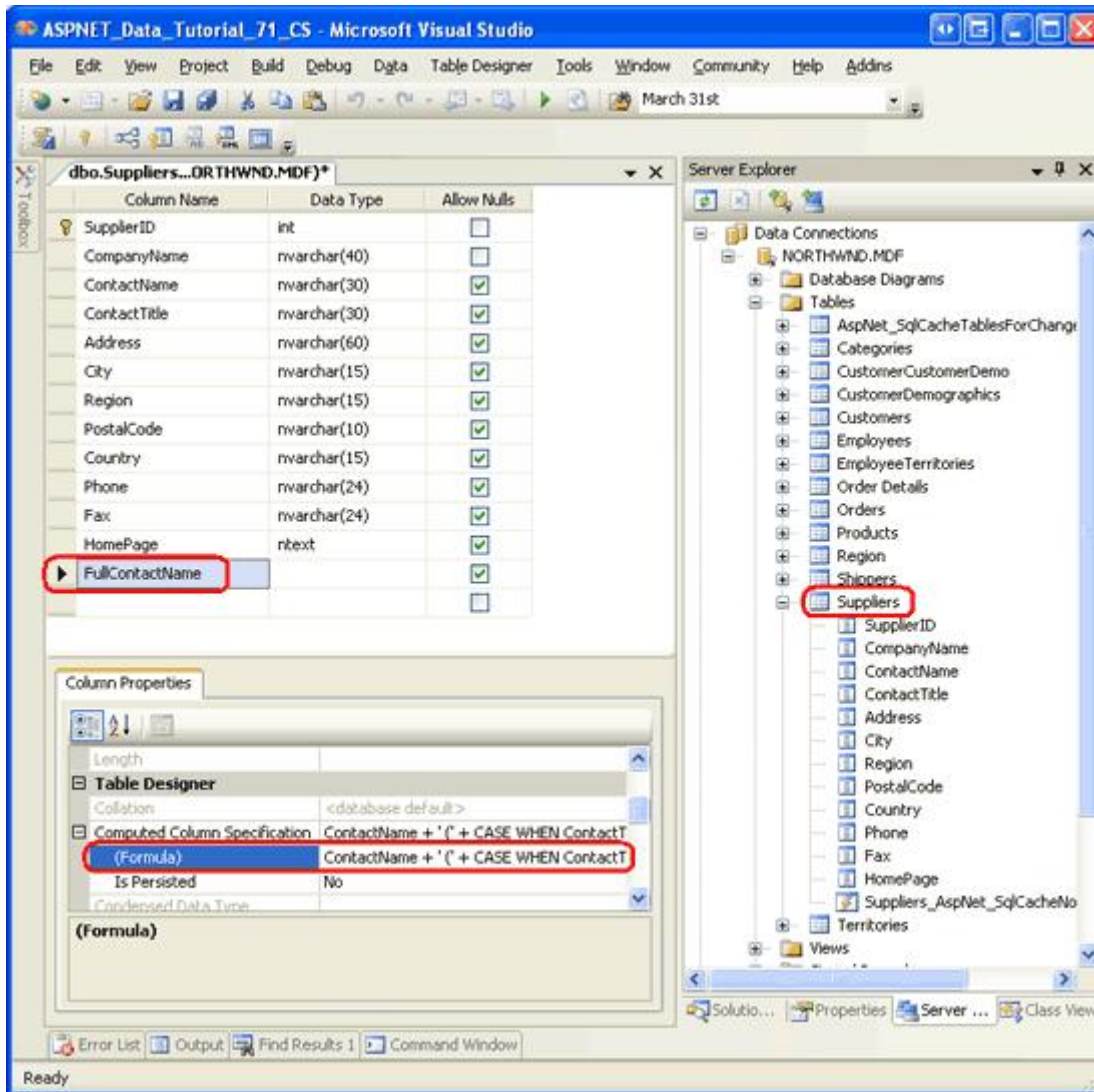 ASPNET_Data_Tutorial_71_CS - Microsoft Visual Studio
File Edit View Project Build Debug Data Table Designer Tools Window Community Help Addins
March 31st
Toolbox
dbo.Suppliers...ORTHWND.MDF)*
Column Name Data Type Allow Nulls
SupplierID int
CompanyName nvarchar(40)
ContactName nvarchar(30)
ContactTitle nvarchar(30)
Address nvarchar(60)
City nvarchar(15)
Region nvarchar(15)
PostalCode nvarchar(10)
Country nvarchar(15)
Phone nvarchar(24)
Fax nvarchar(24)
HomePage ntext
FullContactName
Column Properties
Length
Table Designer
Collation <database default>
Computed Column Specification ContactName + ' (' + CASE WHEN ContactT
(Formula) ContactName + ' (' + CASE WHEN ContactT
Is Persisted No
Condensed Data Type
(Formula)
Server Explorer
Data Connections
NORTHWND.MDF
Database Diagrams
Tables
AspNet_SqlCacheTablesForChange
Categories
CustomerCustomerDemo
CustomerDemographics
Customers
Employees
EmployeeTerritories
Order Details
Orders
Products
Region
Shippers
Suppliers
SupplierID
CompanyName
ContactName
ContactTitle
Address
City
Region
PostalCode
Country
Phone
Fax
HomePage
Suppliers_AspNet_SqlCacheNo
Territories
Views
Solutio... Properties Server ... Class View
Error List Output Find Results 1 Command Window
Ready